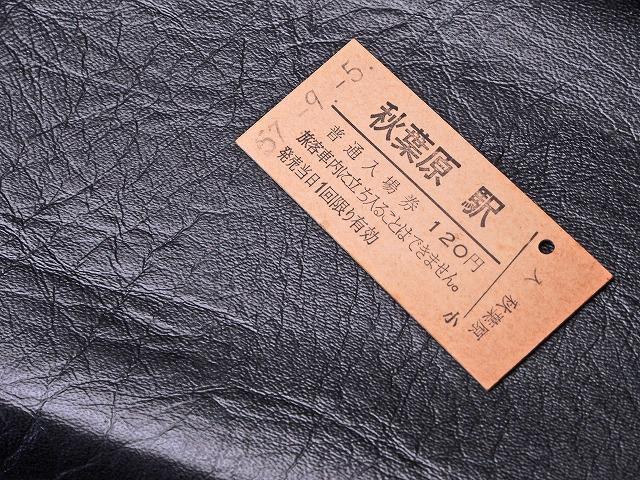 57.-9.-5.
秋葉原駅
普通入場券 120円
旅客車内に立ち入ることはできません。
発売当日1回限り有効
小
入
秋葉原